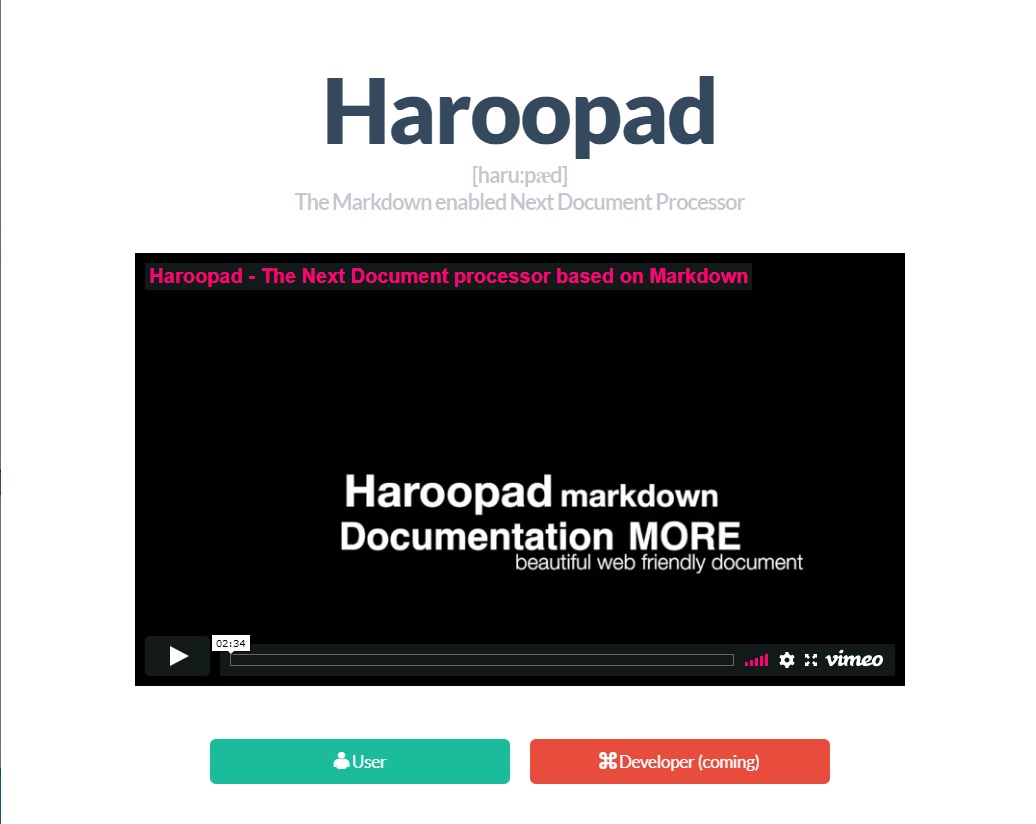 Haroopad
[haru:pæd]
The Markdown enabled Next Document Processor
Haroopad - The Next Document processor based on Markdown
Haroopad markdown
Documentation MORE
beautiful web friendly document
02:34
vimeo
User
Developer (coming)